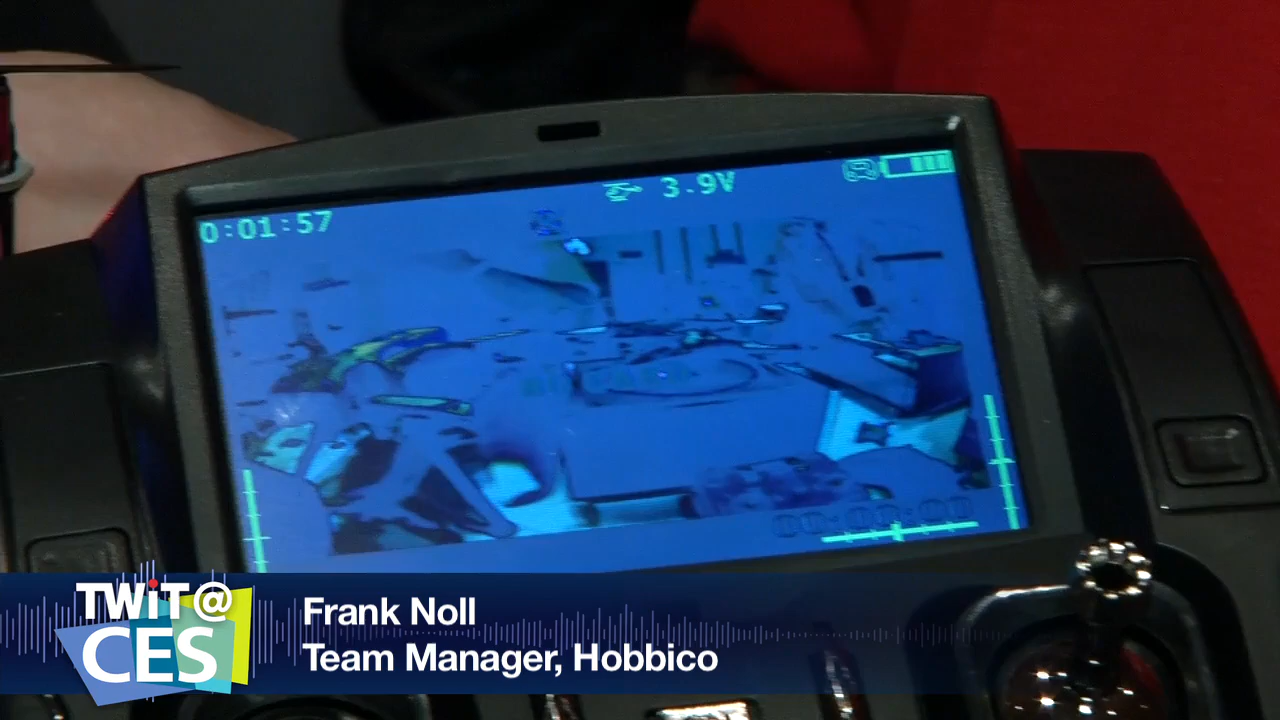 0:01:57
3.9V
TWiT@
CES
Frank Noll
Team Manager, Hobbico